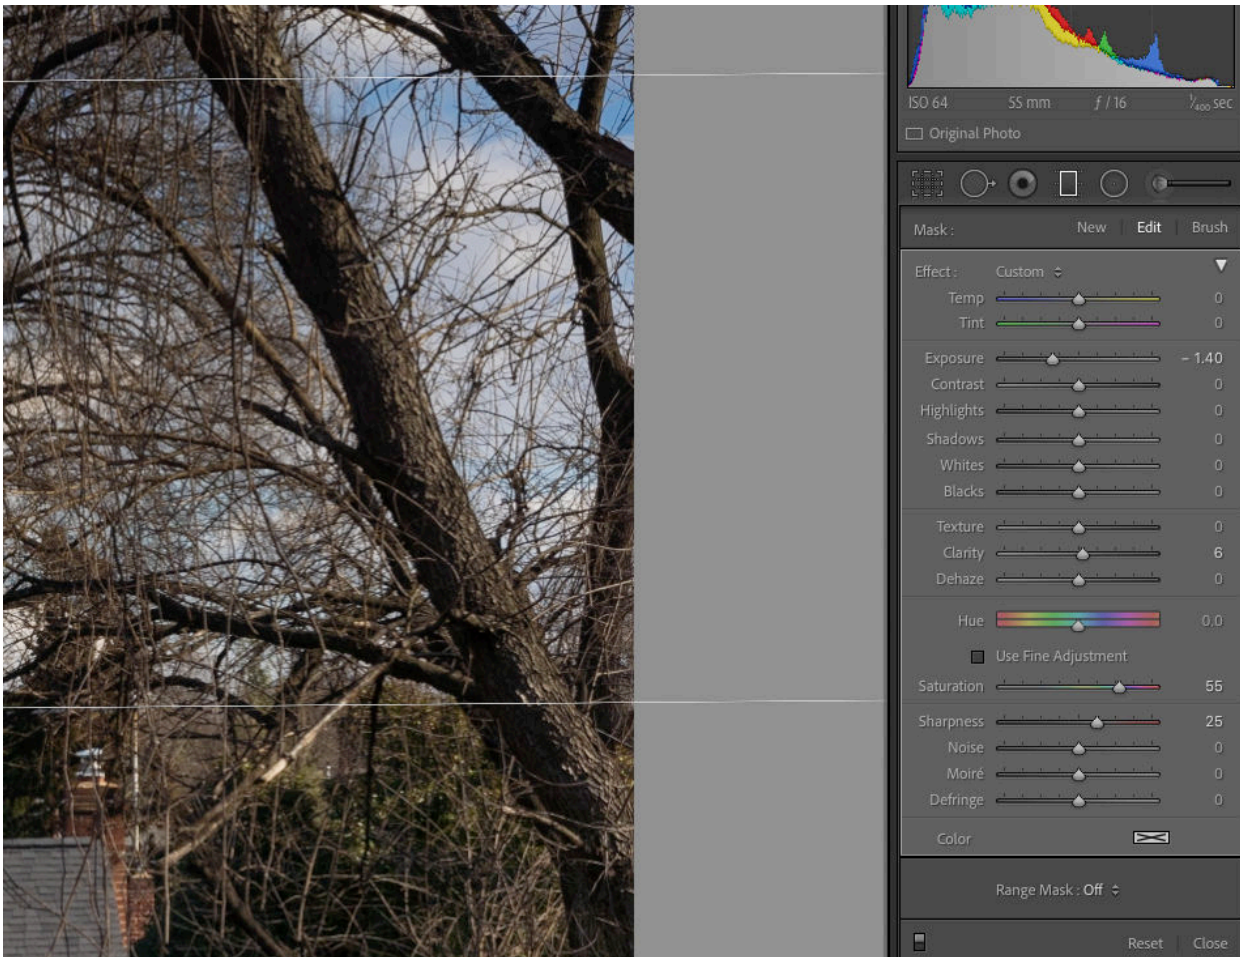 ISO 64 55 mm ƒ / 16 1/400 sec
Original Photo
Mask : New Edit Brush
Effect : Custom
Temp 0
Tint 0
Exposure – 1.40
Contrast 0
Highlights 0
Shadows 0
Whites 0
Blacks 0
Texture 0
Clarity 6
Dehaze 0
Hue 0.0
Use Fine Adjustment
Saturation 55
Sharpness 25
Noise 0
Moiré 0
Defringe 0
Color
Range Mask : Off
Reset Close